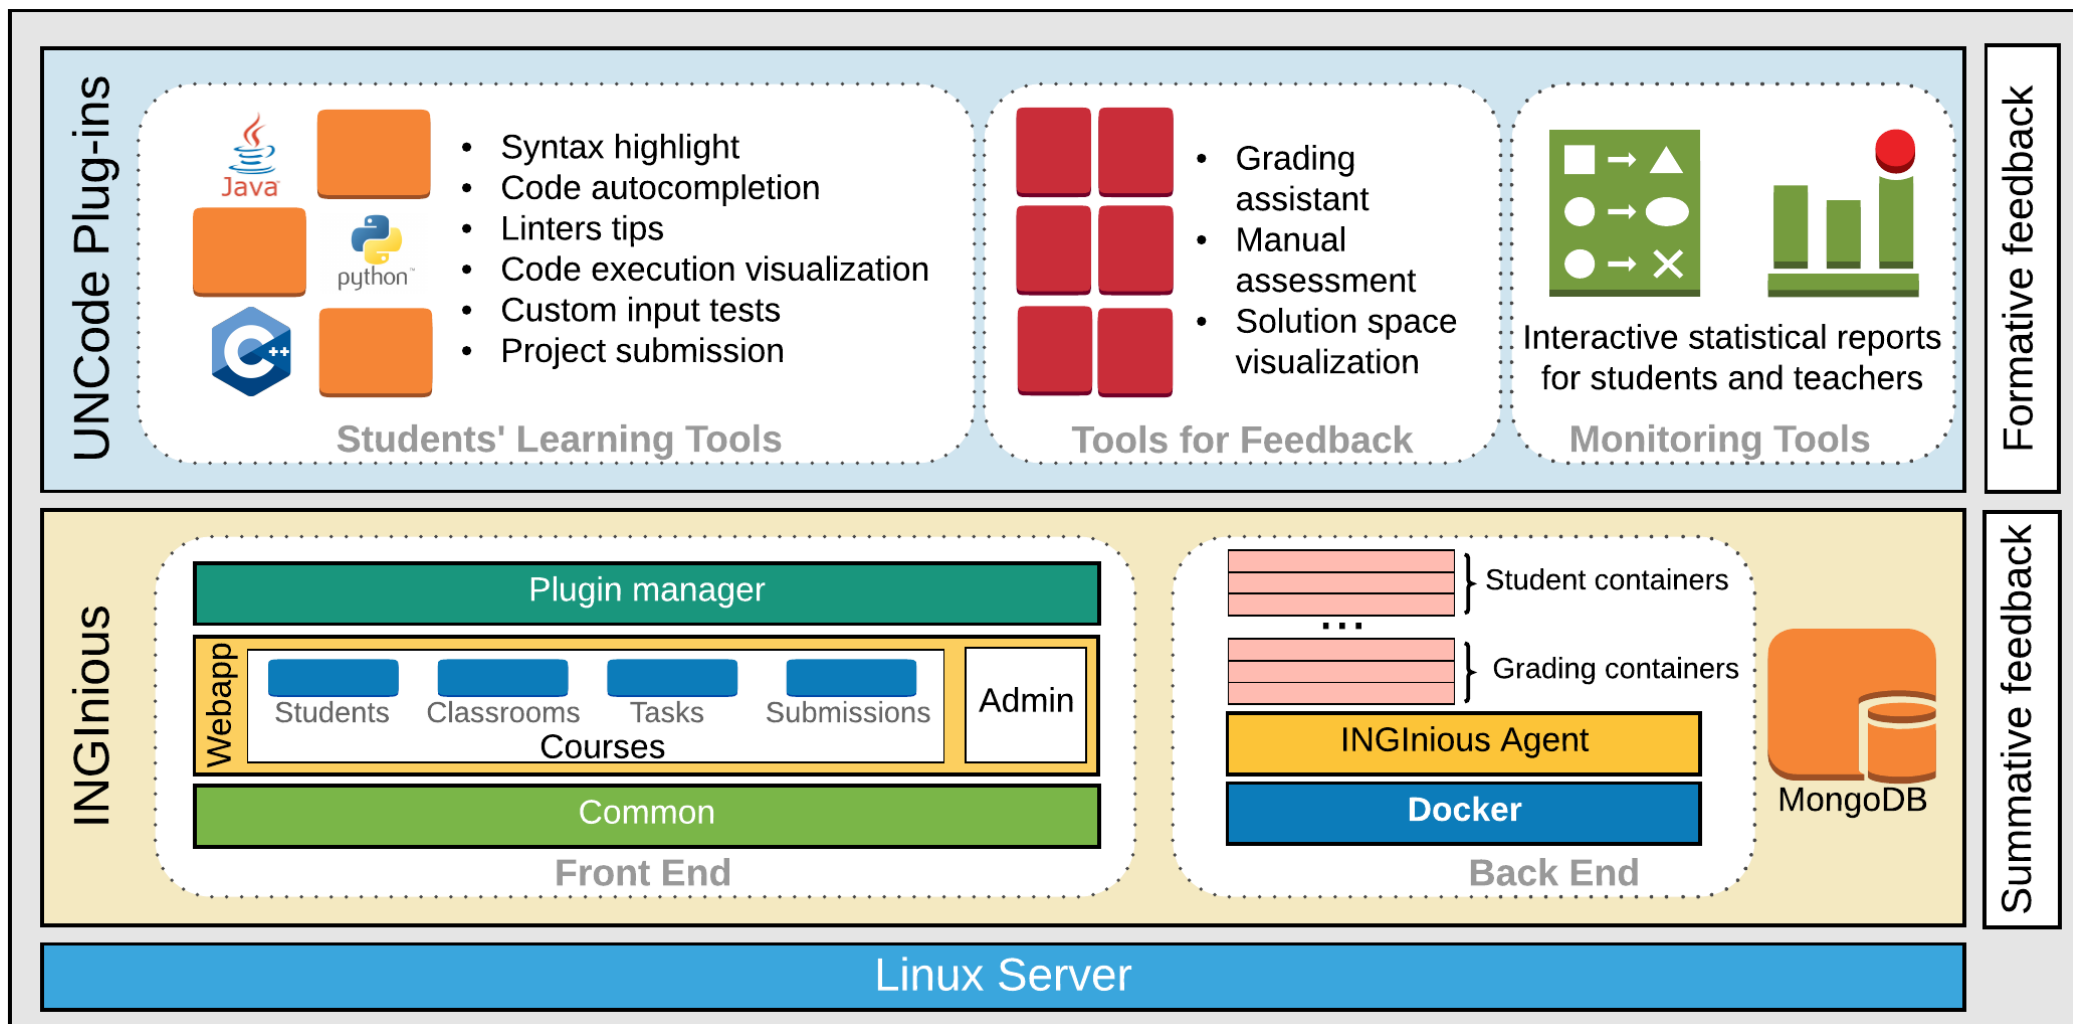 UNCode Plug-ins
Java
python
C++
• Syntax highlight
• Code autocompletion
• Linters tips
• Code execution visualization
• Custom input tests
• Project submission
Students' Learning Tools
• Grading
assistant
• Manual
assessment
• Solution space
visualization
Tools for Feedback
Interactive statistical reports
for students and teachers
Monitoring Tools
Formative feedback
INGInious
Plugin manager
Webapp
Students
Classrooms
Tasks
Submissions
Courses
Admin
Common
Front End
Student containers
...
Grading containers
INGInious Agent
Docker
Back End
MongoDB
Summative feedback
Linux Server